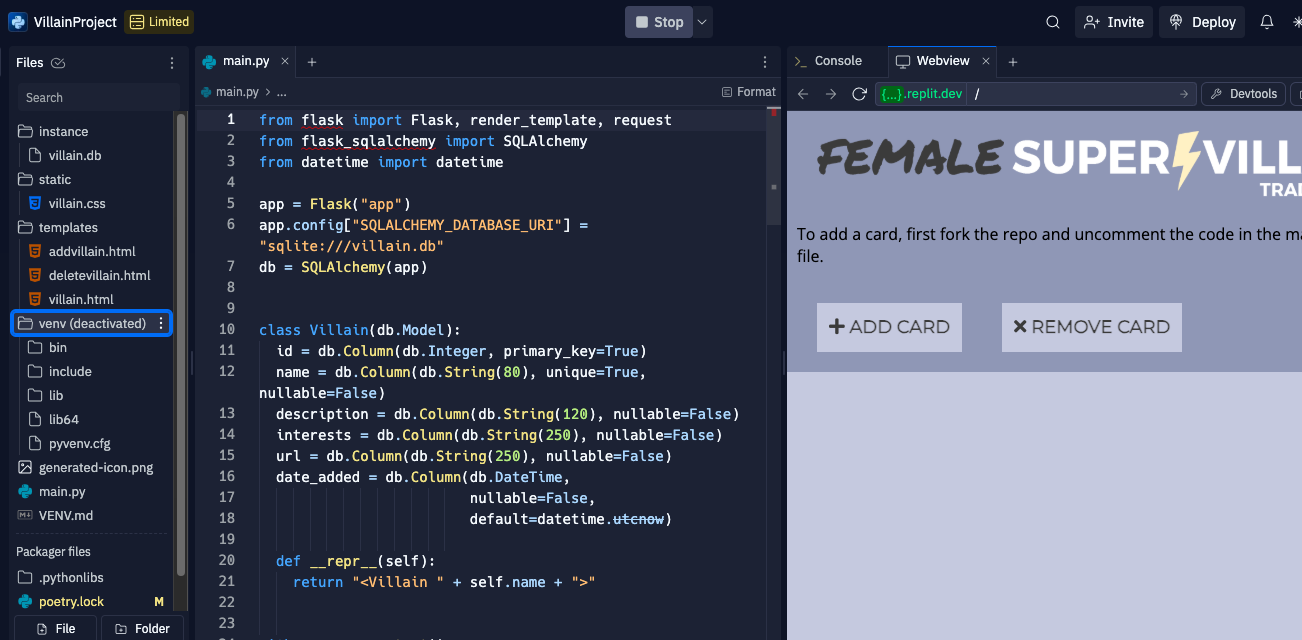 VillainProject
Limited
Stop
Invite
Deploy
Files
Search
instance
villain.db
static
villain.css
templates
addvillain.html
deletevillain.html
villain.html
venv (deactivated)
bin
include
lib
lib64
pyvenv.cfg
generated-icon.png
main.py
VENV.md
Packager files
.pythonlibs
poetry.lock M
File
Folder
main.py
main.py > ...
Format
1 from flask import Flask, render_template, request
2 from flask_sqlalchemy import SQLAlchemy
3 from datetime import datetime
4
5 app = Flask("app")
6 app.config["SQLALCHEMY_DATABASE_URI"] =
"sqlite:///villain.db"
7 db = SQLAlchemy(app)
8
9
10 class Villain(db.Model):
11 id = db.Column(db.Integer, primary_key=True)
12 name = db.Column(db.String(80), unique=True,
nullable=False)
13 description = db.Column(db.String(120), nullable=False)
14 interests = db.Column(db.String(250), nullable=False)
15 url = db.Column(db.String(250), nullable=False)
16 date_added = db.Column(db.DateTime,
17 nullable=False,
18 default=datetime.utcnow)
19
20 def __repr__(self):
21 return "<Villain " + self.name + ">"
22
23
Console
Webview
{...}.replit.dev /
Devtools
FEMALE SUPER VILL
TRAD
To add a card, first fork the repo and uncomment the code in the ma
file.
ADD CARD
REMOVE CARD